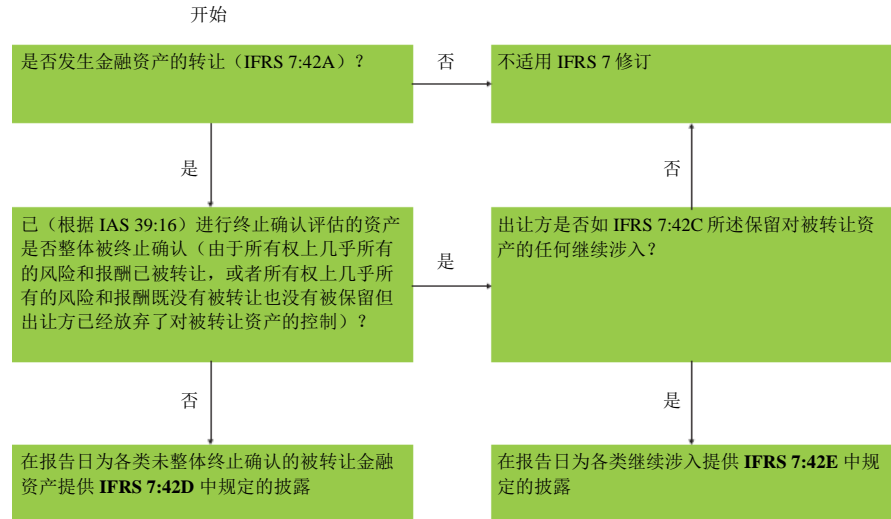 开始
是否发生金融资产的转让（IFRS 7:42A）？
否
不适用 IFRS 7 修订
是
否
已（根据 IAS 39:16）进行终止确认评估的资产
是否整体被终止确认（由于所有权上几乎所有
的风险和报酬已被转让，或者所有权上几乎所
有的风险和报酬既没有被转让也没有被保留但
出让方已经放弃了对被转让资产的控制）？
是
出让方是否如 IFRS 7:42C 所述保留对被转让资
产的任何继续涉入？
否
是
在报告日为各类未整体终止确认的被转让金融
资产提供 IFRS 7:42D 中规定的披露
在报告日为各类继续涉入提供 IFRS 7:42E 中规
定的披露